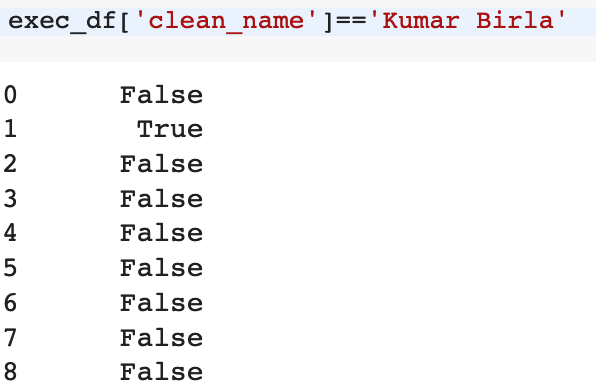 exec_df['clean_name']=='Kumar Birla'
0 False
1 True
2 False
3 False
4 False
5 False
6 False
7 False
8 False